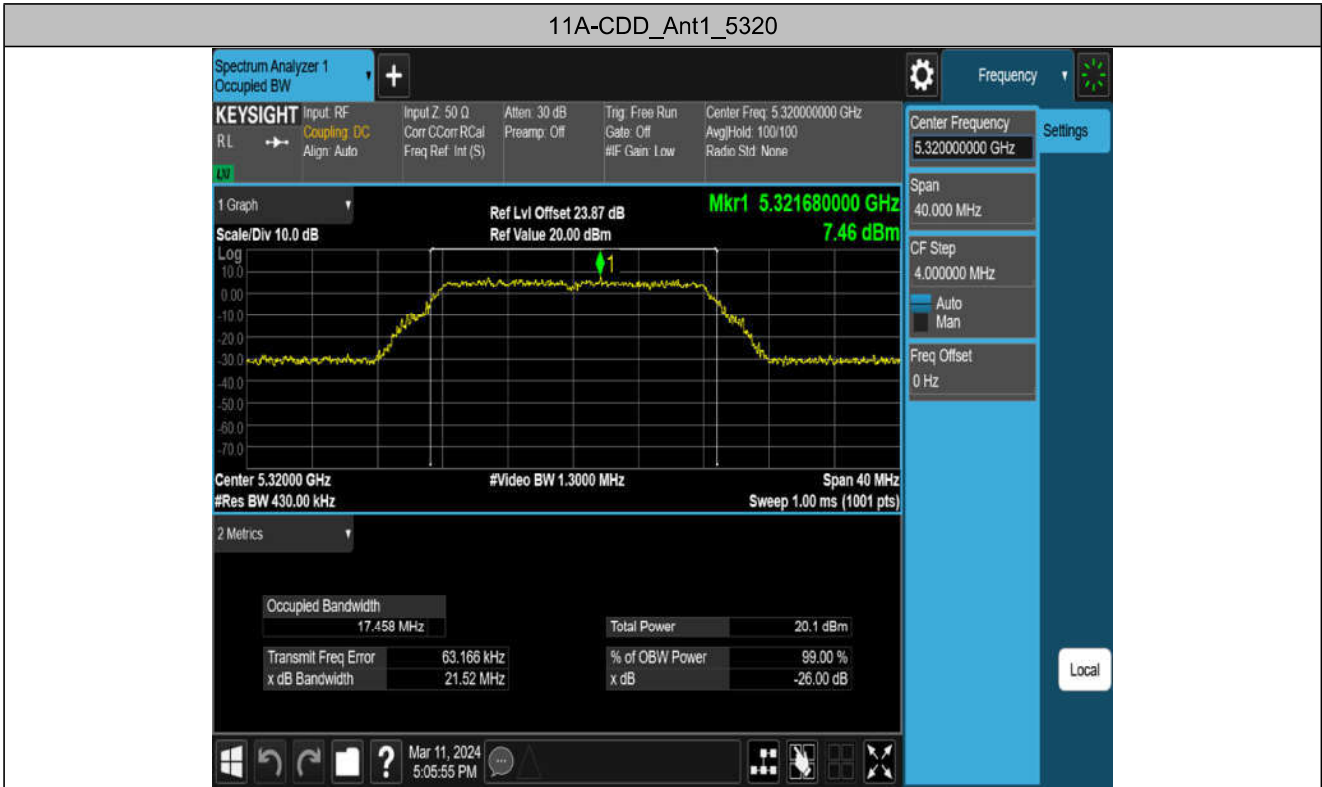 11A-CDD_Ant1_5320
Spectrum Analyzer 1
Occupied BW
Frequency
KEYSIGHT
R L
Input: RF
Coupling: DC
Align: Auto
Input Z: 50 Ω
Corr CCorr RCal
Freq Ref: Int (S)
Atten: 30 dB
Preamp: Off
Trig: Free Run
Gate: Off
#IF Gain: Low
Center Freq: 5.320000000 GHz
Avg|Hold: 100/100
Radio Std: None
Center Frequency
5.320000000 GHz
Settings
Span
40.000 MHz
CF Step
4.000000 MHz
Auto
Man
Freq Offset
0 Hz
Local
1 Graph
Scale/Div 10.0 dB
Ref Lvl Offset 23.87 dB
Ref Value 20.00 dBm
Mkr1 5.321680000 GHz
7.46 dBm
Log
1
10.0
0.00
-10.0
-20.0
-30.0
-40.0
-50.0
-60.0
-70.0
Center 5.32000 GHz
#Video BW 1.3000 MHz
Span 40 MHz
#Res BW 430.00 kHz
Sweep 1.00 ms (1001 pts)
2 Metrics
Occupied Bandwidth
17.458 MHz
Total Power 20.1 dBm
Transmit Freq Error 63.166 kHz
% of OBW Power 99.00 %
x dB Bandwidth 21.52 MHz
x dB -26.00 dB
Mar 11, 2024
5:05:55 PM